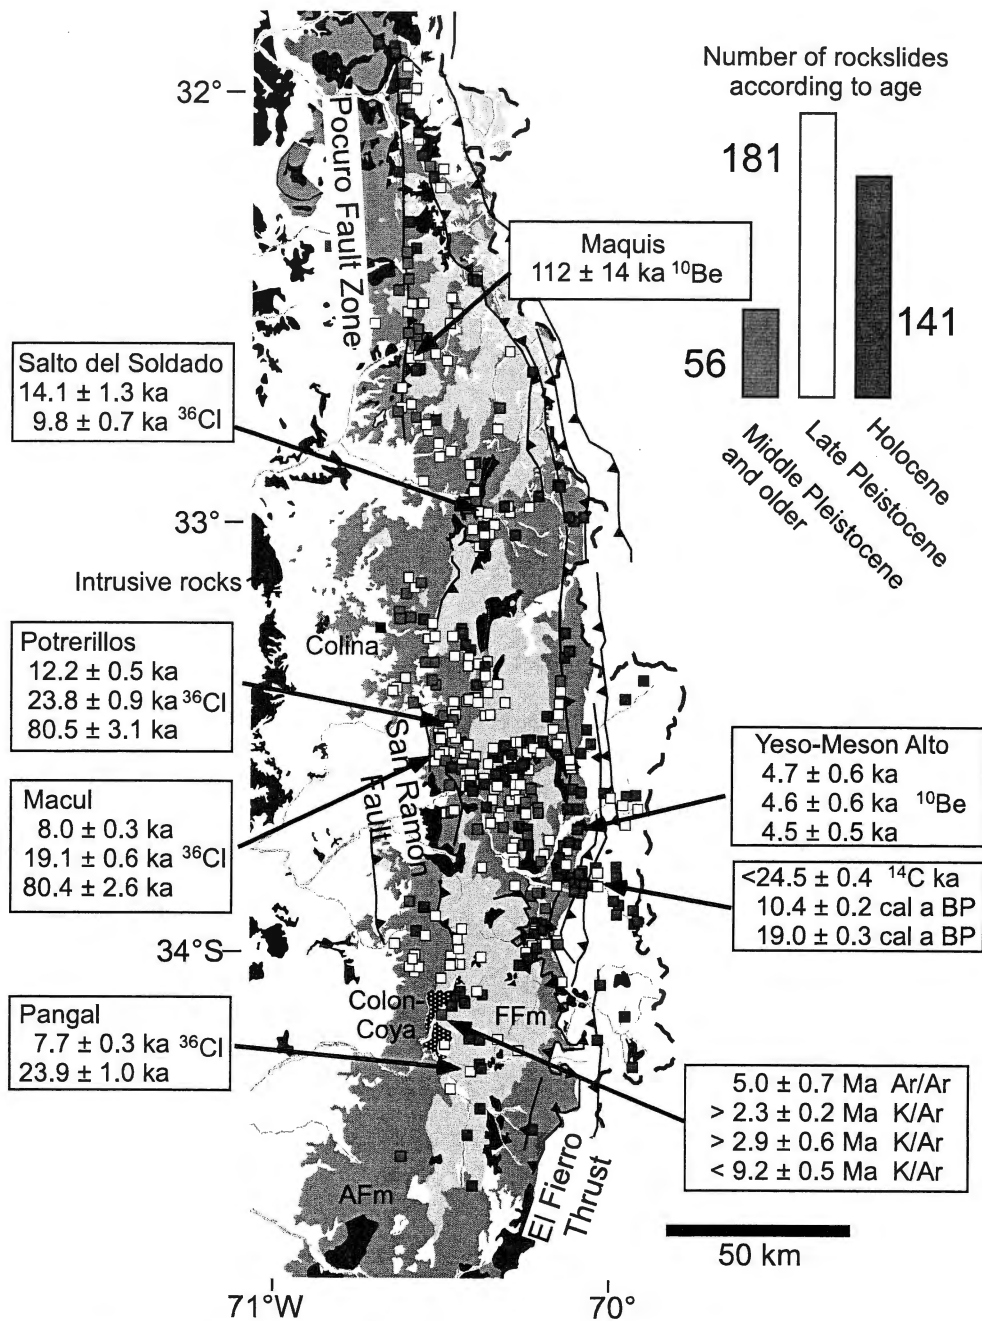 Number of rockslides
according to age
181
56
141
Middle Pleistocene
and older
Late Pleistocene
Holocene
32°
Pocuro Fault Zone
Maquis
112 ± 14 ka ¹⁰Be
Salto del Soldado
14.1 ± 1.3 ka
9.8 ± 0.7 ka ³⁶Cl
33°
Intrusive rocks
Colina
Potrerillos
12.2 ± 0.5 ka
23.8 ± 0.9 ka ³⁶Cl
80.5 ± 3.1 ka
San Ramon
Fault
Macul
8.0 ± 0.3 ka
19.1 ± 0.6 ka ³⁶Cl
80.4 ± 2.6 ka
Yeso-Meson Alto
4.7 ± 0.6 ka
4.6 ± 0.6 ka ¹⁰Be
4.5 ± 0.5 ka
<24.5 ± 0.4 ¹⁴C ka
10.4 ± 0.2 cal a BP
19.0 ± 0.3 cal a BP
34°S
Colon-
Coya
FFm
Pangal
7.7 ± 0.3 ka ³⁶Cl
23.9 ± 1.0 ka
5.0 ± 0.7 Ma Ar/Ar
> 2.3 ± 0.2 Ma K/Ar
> 2.9 ± 0.6 Ma K/Ar
< 9.2 ± 0.5 Ma K/Ar
AFm
El Fierro
Thrust
50 km
71°W
70°